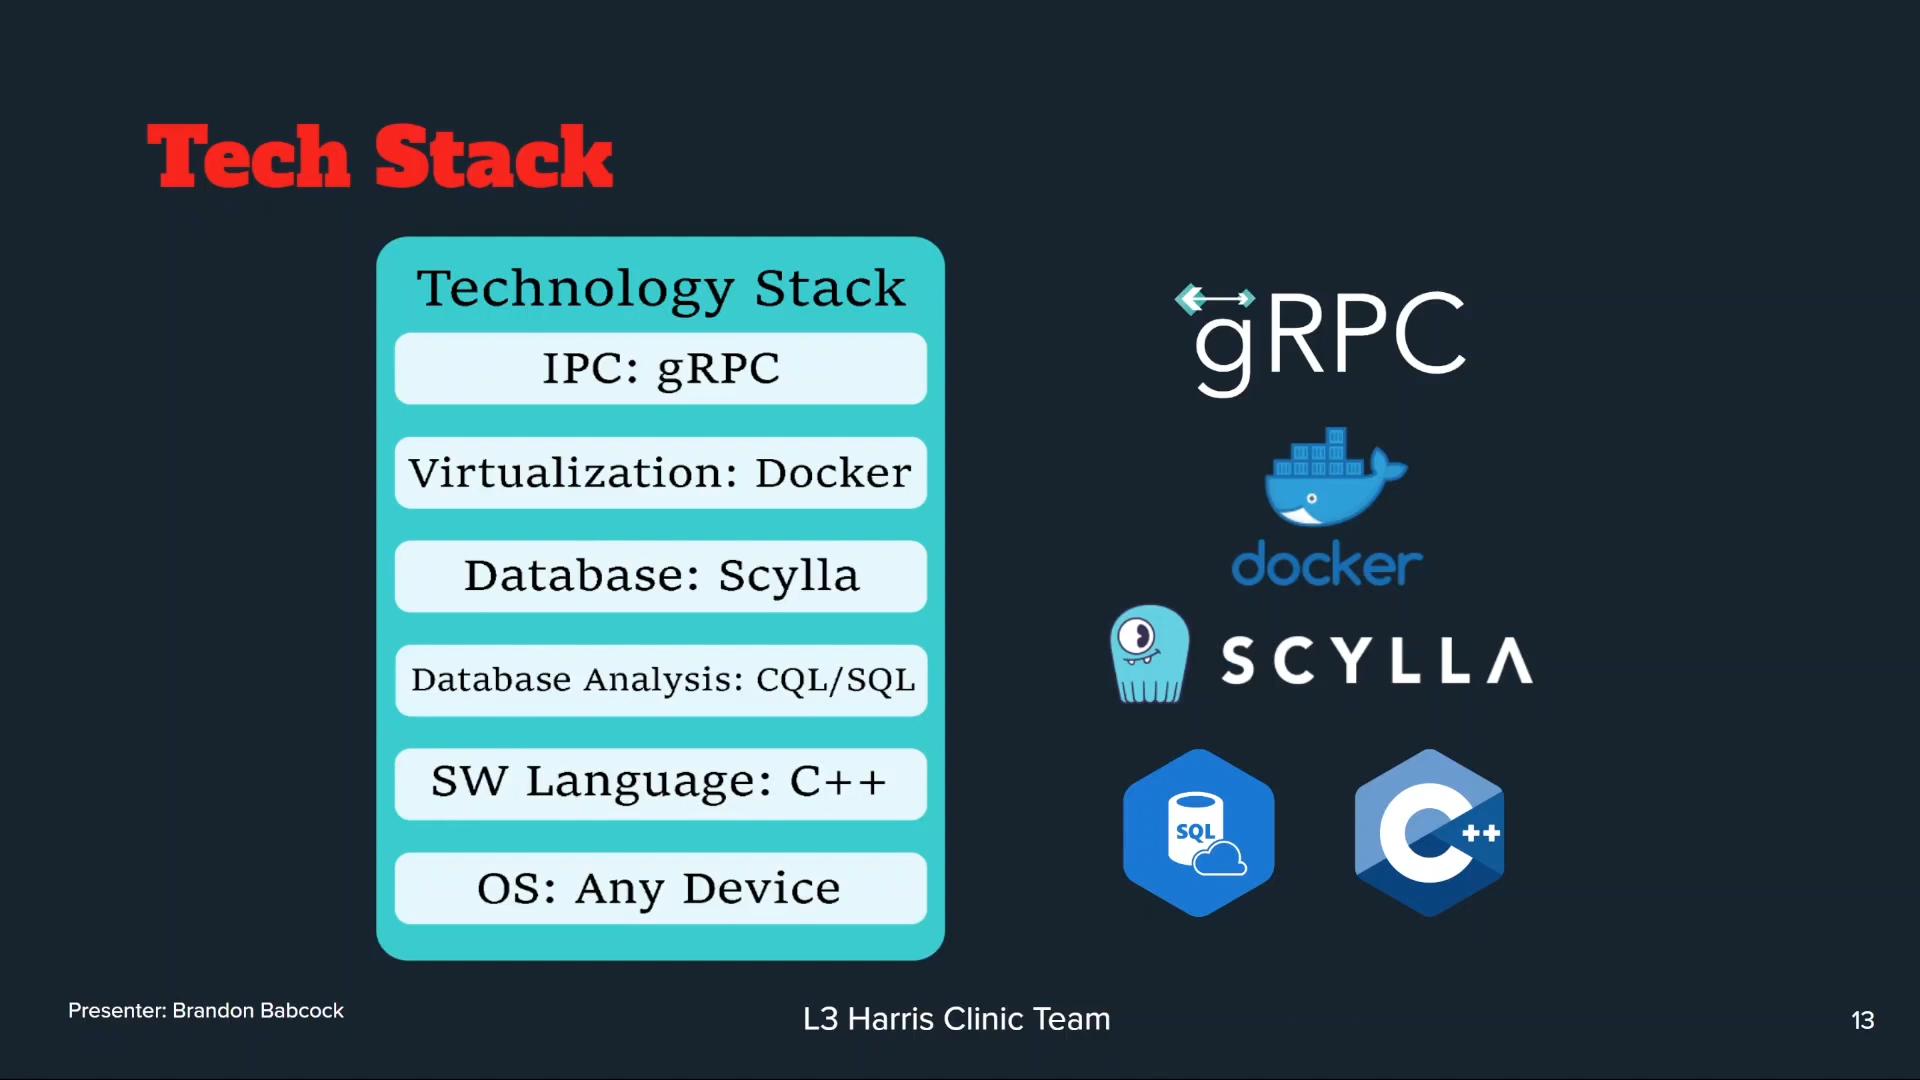 Tech Stack
Technology Stack
IPC: gRPC
Virtualization: Docker
Database: Scylla
Database Analysis: CQL/SQL
SW Language: C++
OS: Any Device
gRPC
docker
SCYLLA
SQL
C++
Presenter: Brandon Babcock
L3 Harris Clinic Team
13